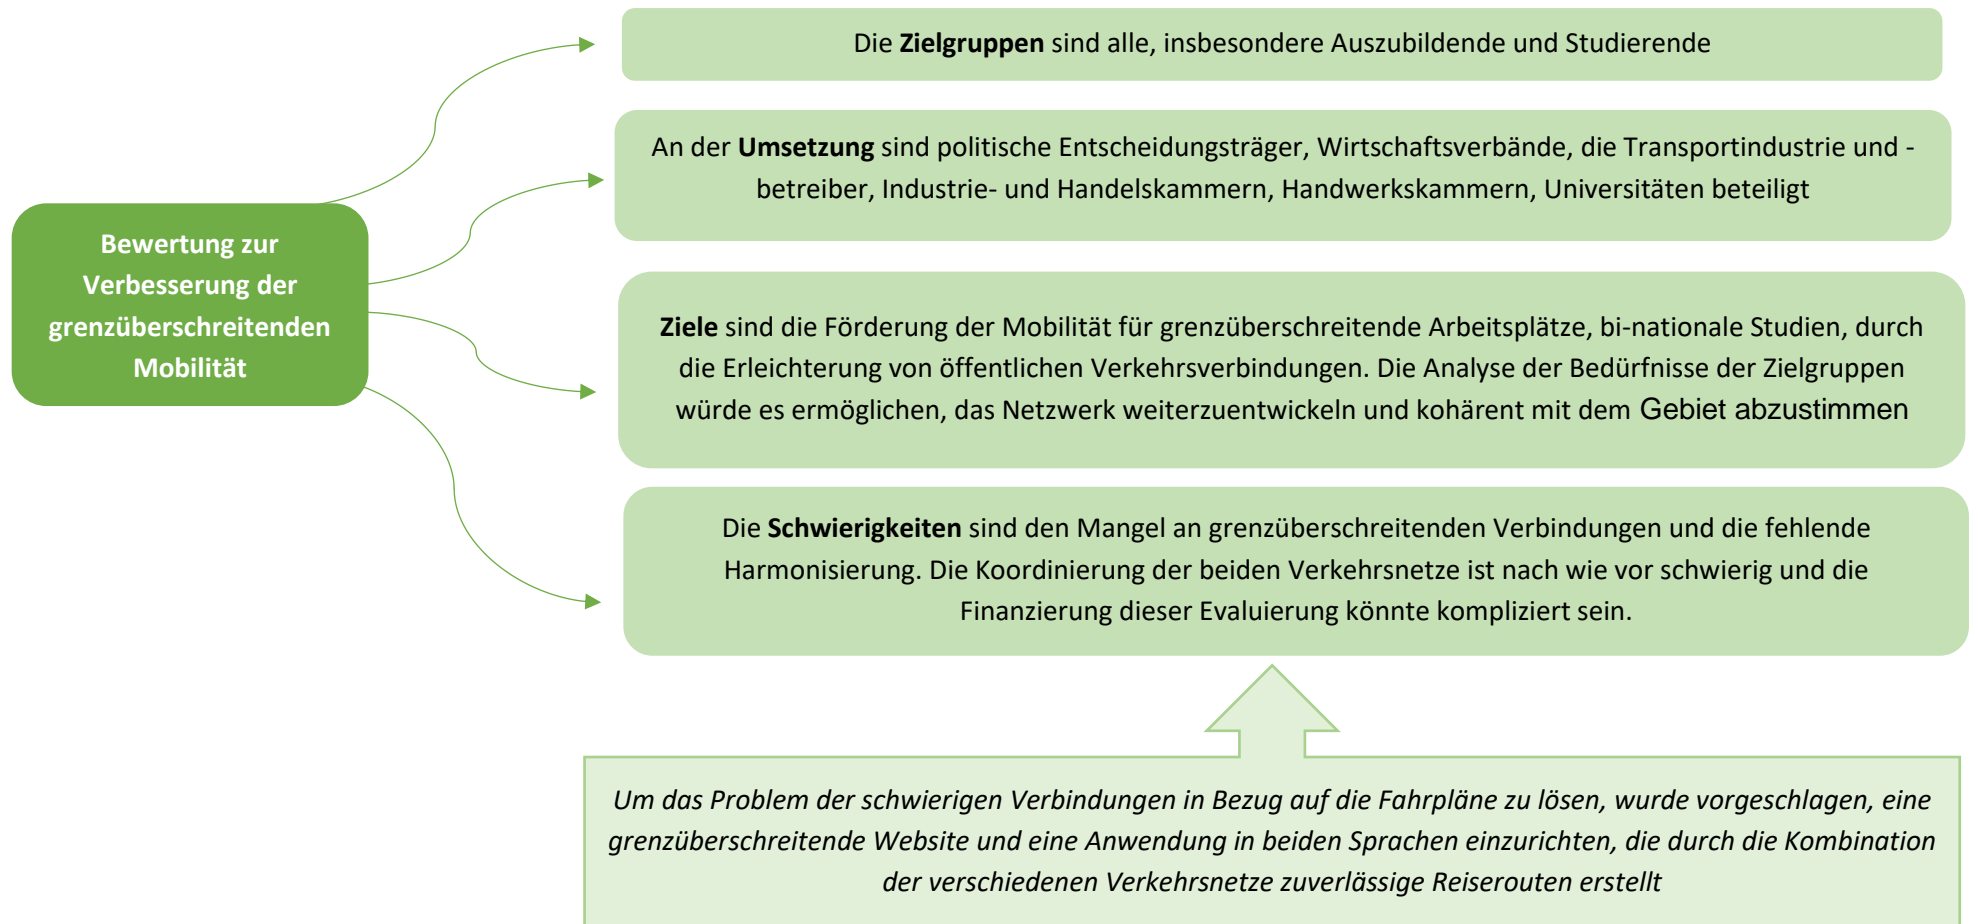 Die Zielgruppen sind alle, insbesondere Auszubildende und Studierende
An der Umsetzung sind politische Entscheidungsträger, Wirtschaftsverbände, die Transportindustrie und -
betreiber, Industrie- und Handelskammern, Handwerkskammern, Universitäten beteiligt
Bewertung zur
Verbesserung der
grenzüberschreitenden
Mobilität
Ziele sind die Förderung der Mobilität für grenzüberschreitende Arbeitsplätze, bi-nationale Studien, durch
die Erleichterung von öffentlichen Verkehrsverbindungen. Die Analyse der Bedürfnisse der Zielgruppen
würde es ermöglichen, das Netzwerk weiterzuentwickeln und kohärent mit dem Gebiet abzustimmen
Die Schwierigkeiten sind den Mangel an grenzüberschreitenden Verbindungen und die fehlende
Harmonisierung. Die Koordinierung der beiden Verkehrsnetze ist nach wie vor schwierig und die
Finanzierung dieser Evaluierung könnte kompliziert sein.
Um das Problem der schwierigen Verbindungen in Bezug auf die Fahrpläne zu lösen, wurde vorgeschlagen, eine
grenzüberschreitende Website und eine Anwendung in beiden Sprachen einzurichten, die durch die Kombination
der verschiedenen Verkehrsnetze zuverlässige Reiserouten erstellt